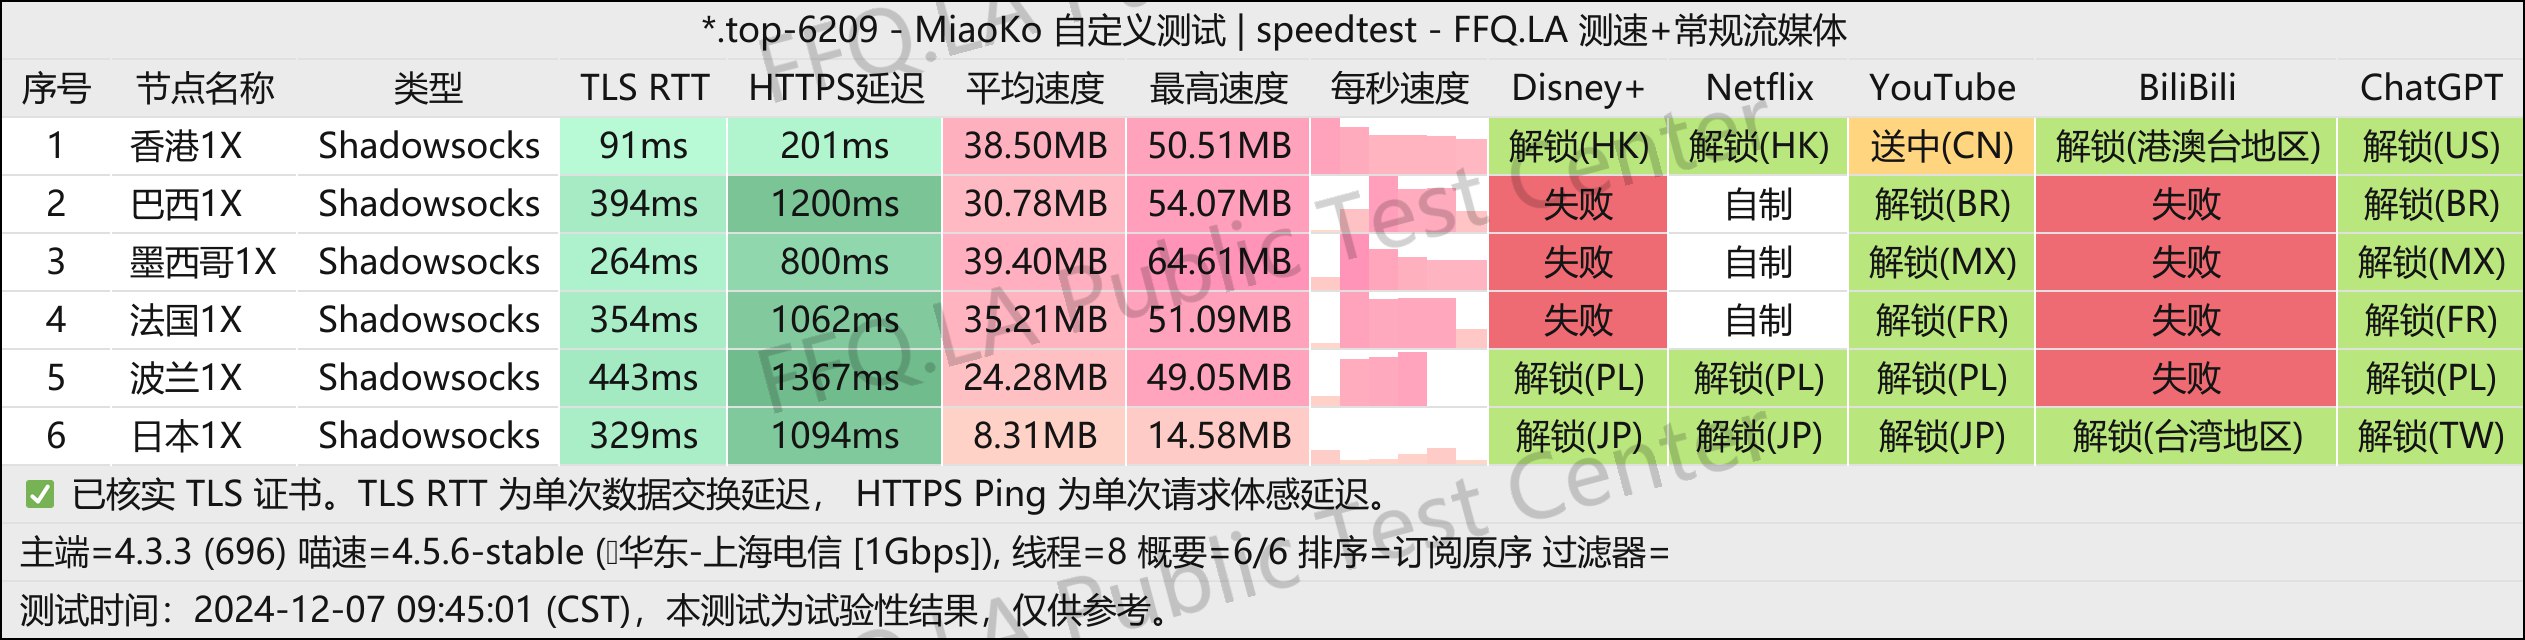 *.top-6209 - MiaoKo 自定义测试 | speedtest - FFQ.LA 测速+常规流媒体
序号 节点名称 类型 TLS RTT HTTPS延迟 平均速度 最高速度 每秒速度 Disney+ Netflix YouTube BiliBili ChatGPT
1 香港1X Shadowsocks 91ms 201ms 38.50MB 50.51MB 解锁(HK) 解锁(HK) 送中(CN) 解锁(港澳台地区) 解锁(US)
2 巴西1X Shadowsocks 394ms 1200ms 30.78MB 54.07MB 失败 自制 解锁(BR) 失败 解锁(BR)
3 墨西哥1X Shadowsocks 264ms 800ms 39.40MB 64.61MB 失败 自制 解锁(MX) 失败 解锁(MX)
4 法国1X Shadowsocks 354ms 1062ms 35.21MB 51.09MB 失败 自制 解锁(FR) 失败 解锁(FR)
5 波兰1X Shadowsocks 443ms 1367ms 24.28MB 49.05MB 解锁(PL) 解锁(PL) 解锁(PL) 失败 解锁(PL)
6 日本1X Shadowsocks 329ms 1094ms 8.31MB 14.58MB 解锁(JP) 解锁(JP) 解锁(JP) 解锁(台湾地区) 解锁(TW)
✅ 已核实 TLS 证书。TLS RTT 为单次数据交换延迟， HTTPS Ping 为单次请求体感延迟。
主端=4.3.3 (696) 喵速=4.5.6-stable (华东-上海电信 [1Gbps]), 线程=8 概要=6/6 排序=订阅原序 过滤器=
测试时间：2024-12-07 09:45:01 (CST)，本测试为试验性结果，仅供参考。
FFQ.LA Public Test Center
FFQ.LA Public Test Center